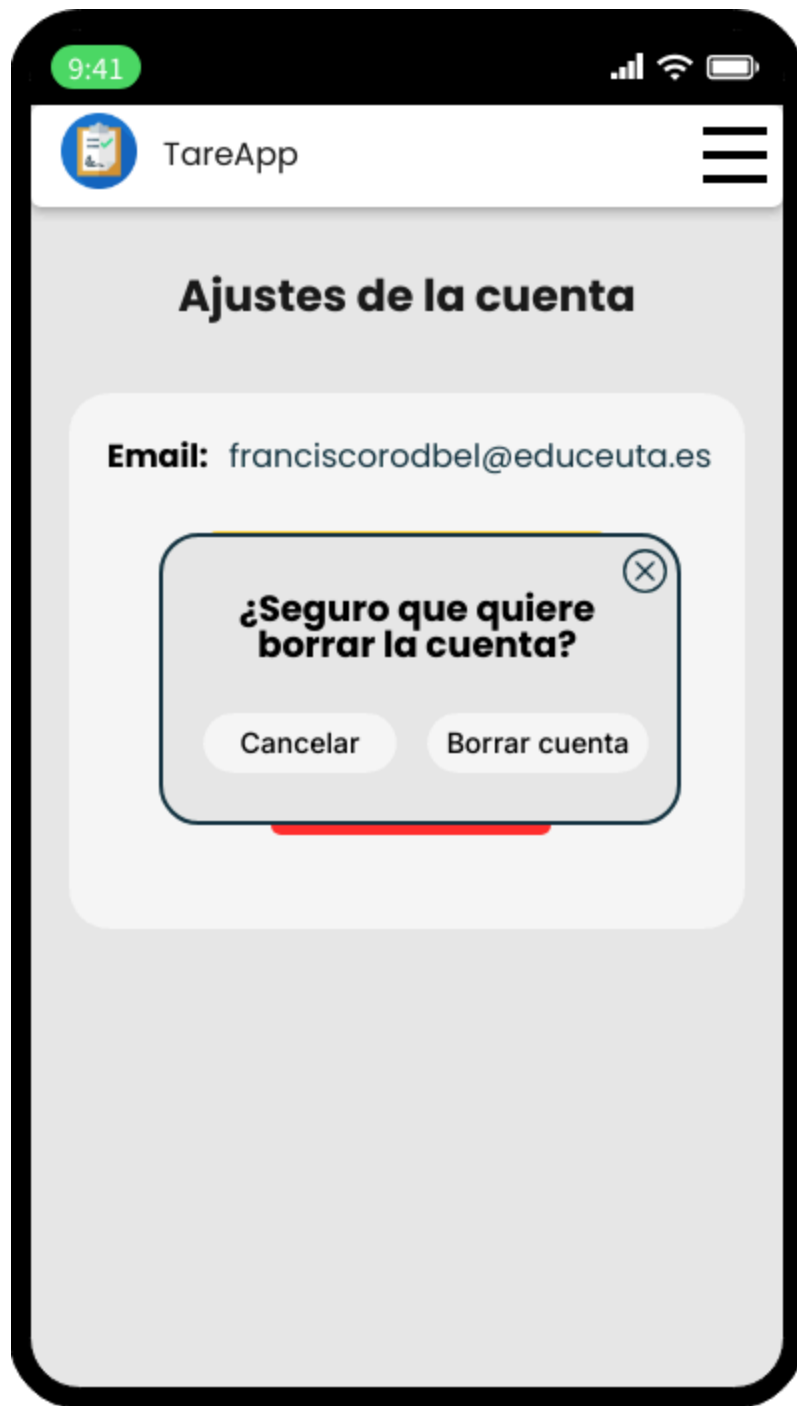 9:41
TareApp
Ajustes de la cuenta
Email: franciscorodbel@educeuta.es
¿Seguro que quiere
borrar la cuenta?
Cancelar Borrar cuenta